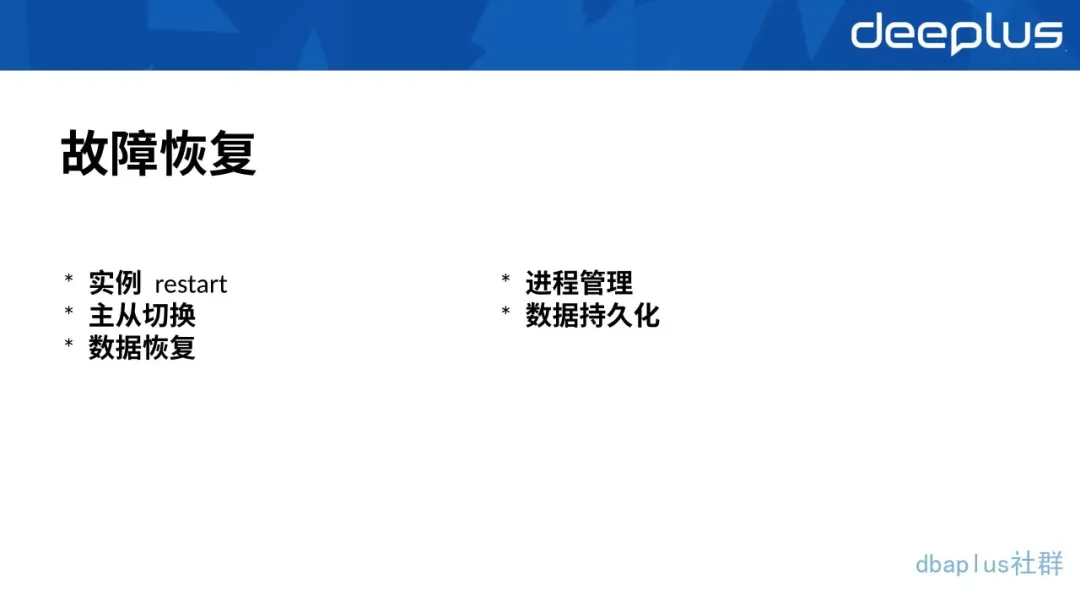 deeplus
故障恢复
* 实例 restart
* 主从切换
* 数据恢复
* 进程管理
* 数据持久化
dbaplus社群